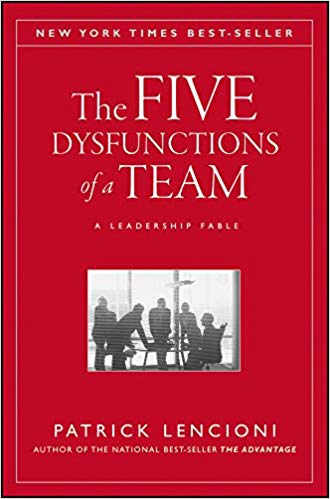 NEW YORK TIMES BEST-SELLER
The FIVE
DYSFUNCTIONS
of a TEAM
A LEADERSHIP FABLE
PATRICK LENCIONI
AUTHOR OF THE NATIONAL BEST-SELLER THE ADVANTAGE